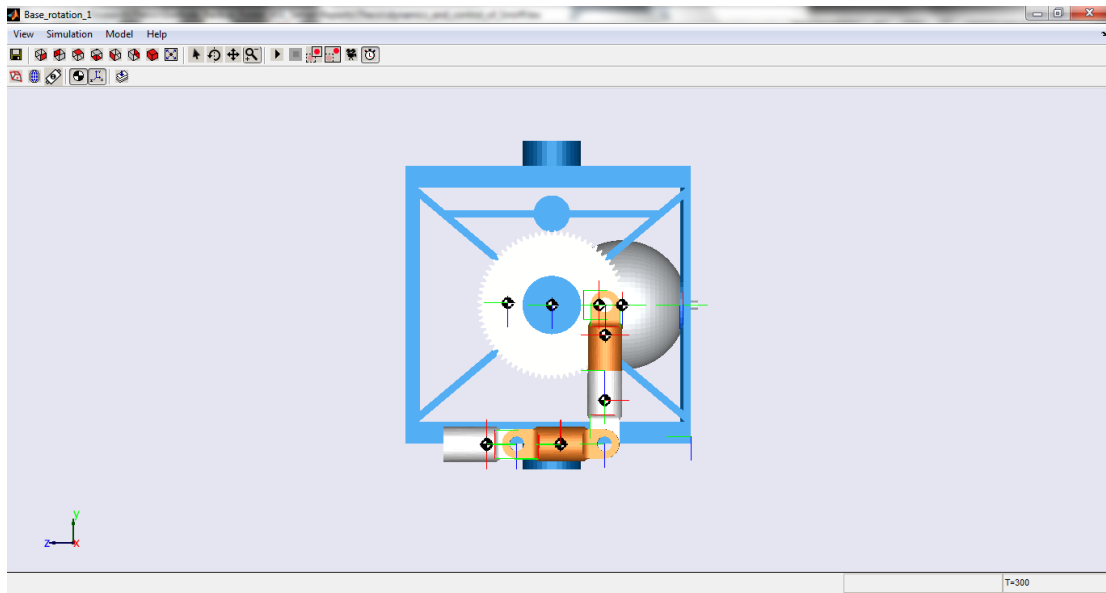 Base_rotation_1
View Simulation Model Help
y
z x
T=300